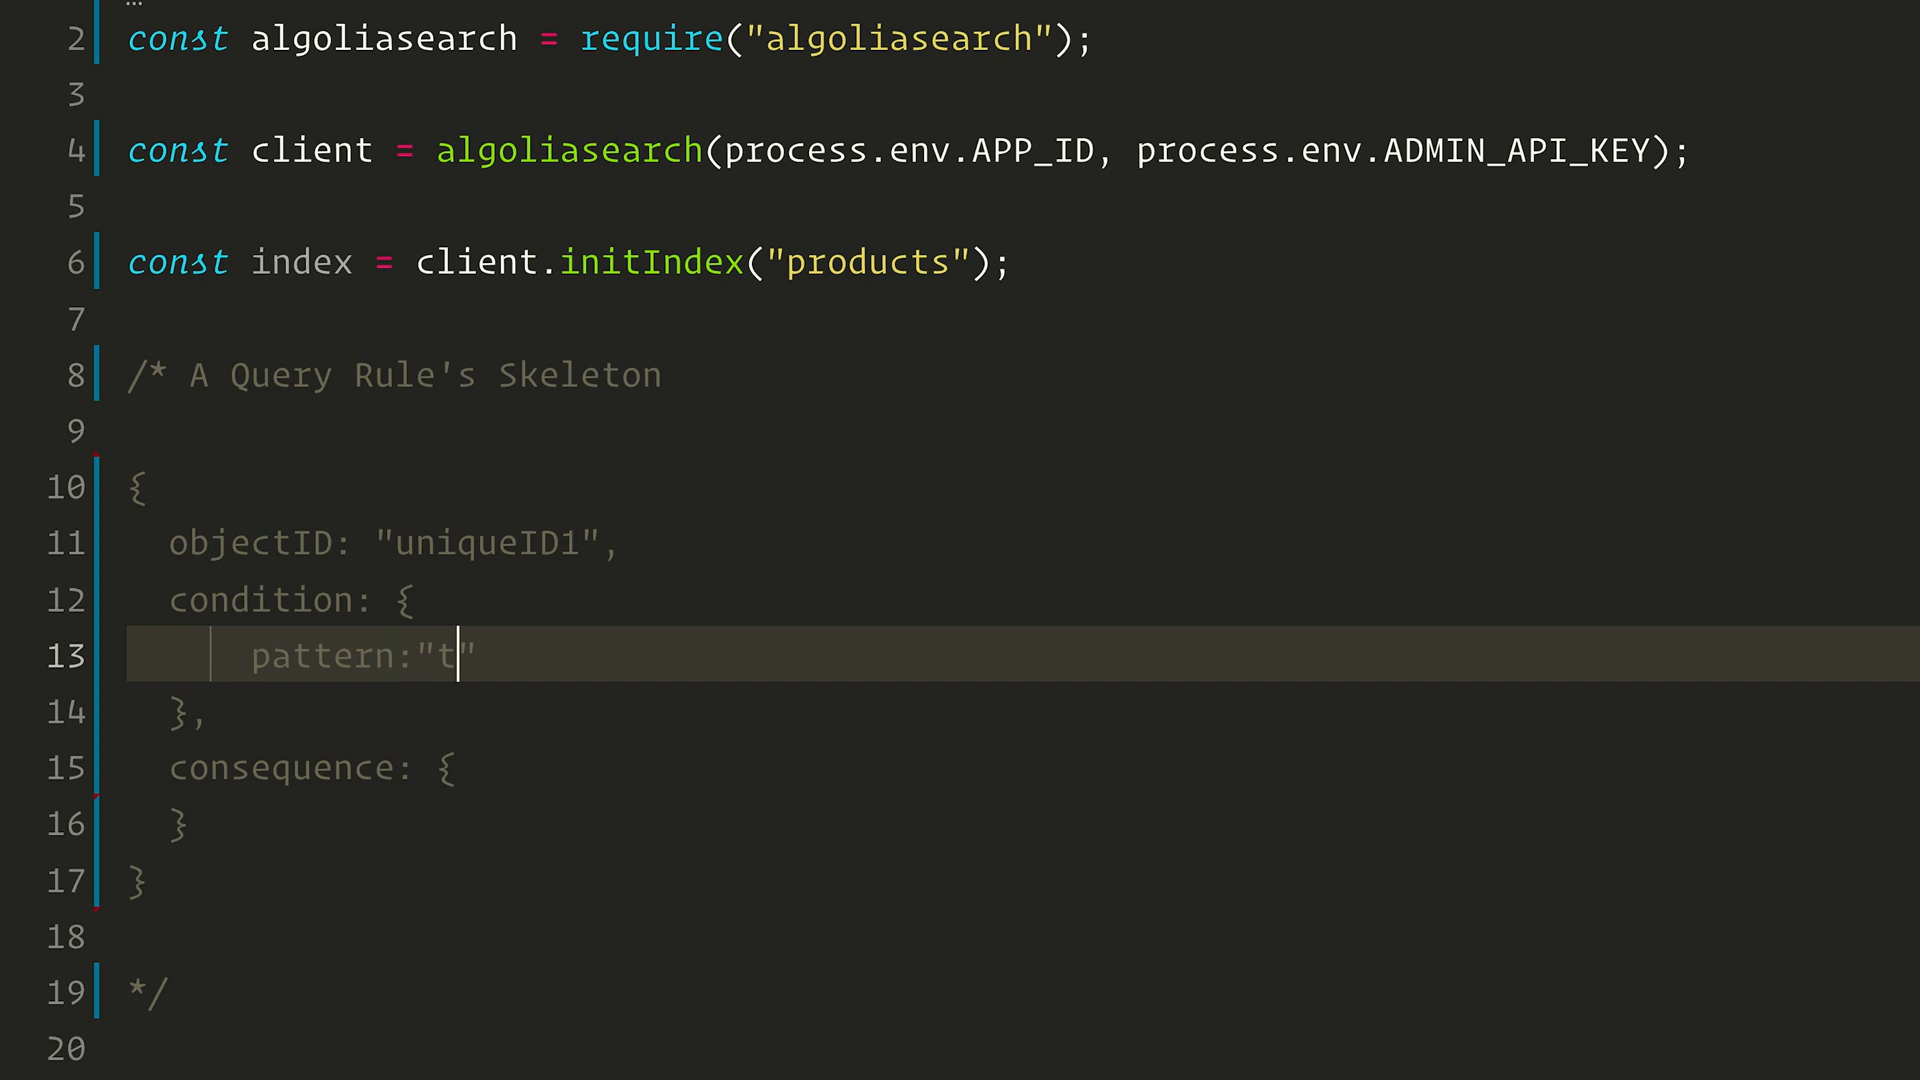 2 const algoliasearch = require("algoliasearch");
3
4 const client = algoliasearch(process.env.APP_ID, process.env.ADMIN_API_KEY);
5
6 const index = client.initIndex("products");
7
8 /* A Query Rule's Skeleton
9
10 {
11 objectID: "uniqueID1",
12 condition: {
13 pattern:"t"
14 },
15 consequence: {
16 }
17 }
18
19 */
20